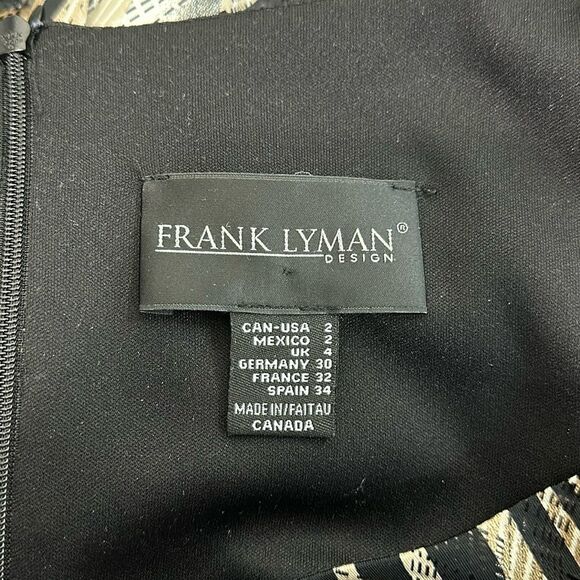 FRANK LYMAN®
DESIGN
CAN-USA 2
MEXICO 2
UK 4
GERMANY 30
FRANCE 32
SPAIN 34
MADE IN/FAIT AU
CANADA